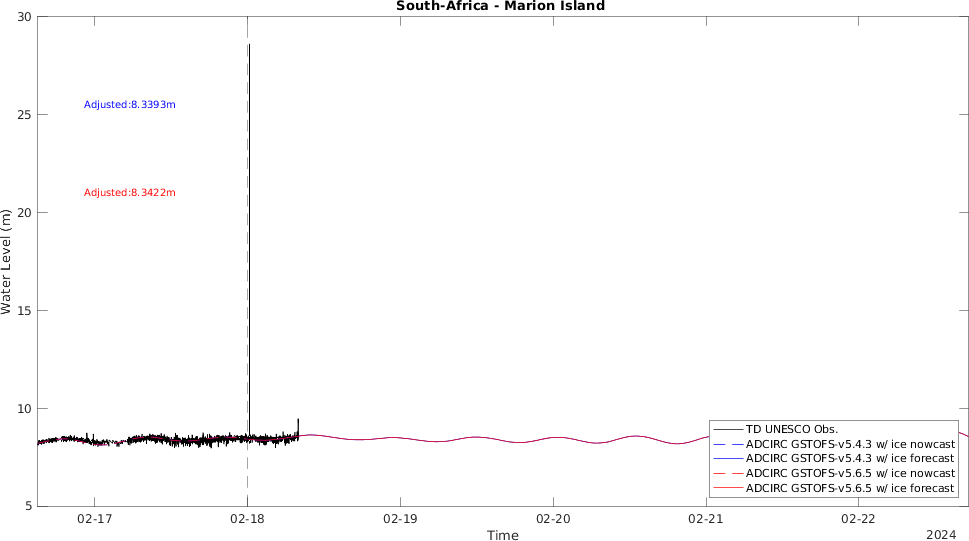 South-Africa - Marion Island
30
25
20
15
10
5
Water Level (m)
Adjusted:8.3393m
Adjusted:8.3422m
TD UNESCO Obs.
ADCIRC GSTOFS-v5.4.3 w/ ice nowcast
ADCIRC GSTOFS-v5.4.3 w/ ice forecast
ADCIRC GSTOFS-v5.6.5 w/ ice nowcast
ADCIRC GSTOFS-v5.6.5 w/ ice forecast
02-17 02-18 02-19 02-20 02-21 02-22
Time
2024